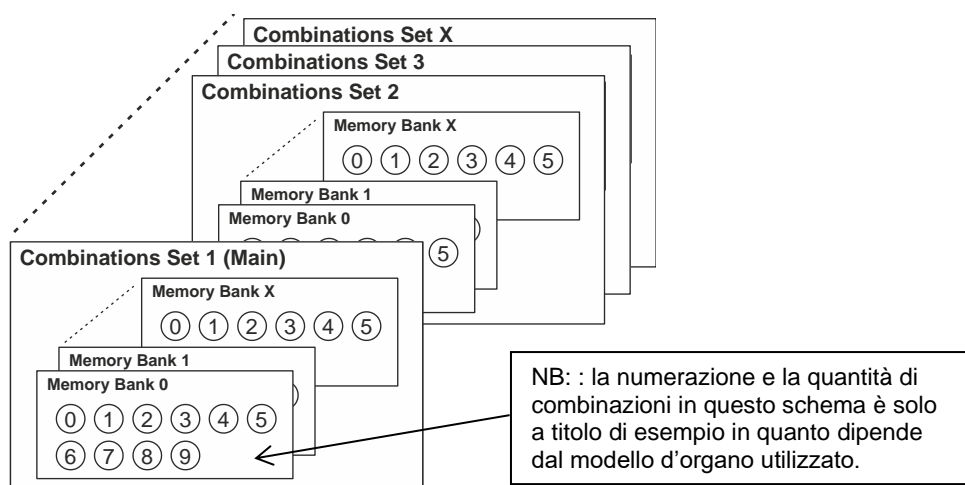 Combinations Set X
Combinations Set 3
Combinations Set 2
Memory Bank X
0 1 2 3 4 5
Memory Bank 1
Memory Bank 0
5
Combinations Set 1 (Main)
Memory Bank X
0 1 2 3 4 5
Memory Bank 1
Memory Bank 0
0 1 2 3 4 5
6 7 8 9
NB: : la numerazione e la quantità di
combinazioni in questo schema è solo
a titolo di esempio in quanto dipende
dal modello d'organo utilizzato.